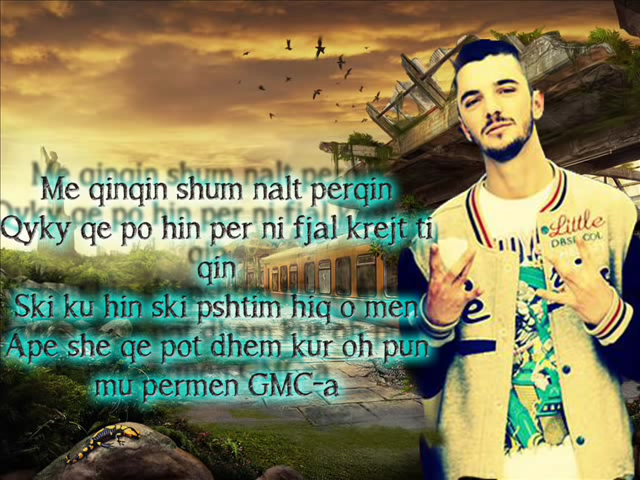 Me qinqin shum nalt perqin
Qyky qe po hin per ni fjal krejt ti
qin
Ski ku hin ski pshtim hiq o men
Ape she qe pot dhem kur oh pun
mu permen GMC-a
Little